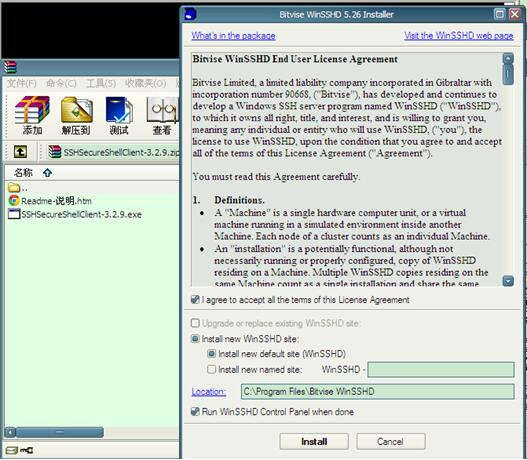 Bitvise WinSSHD 5.26 Installer
What's in the package
Visit the WinSSHD web page
Bitvise WinSSHD End User License Agreement
Bitvise Limited, a limited liability company incorporated in Gibraltar with
incorporation number 90668, ("Bitvise"), has developed and continues to
develop a Windows SSH server program named WinSSHD ("WinSSHD"),
to which it owns all right, title, and interest, and is willing to grant you,
meaning any individual or entity who will use WinSSHD, ("you"), the
license to use WinSSHD, upon the condition that you agree to and accept
all of the terms of this License Agreement ("Agreement").
You must read this Agreement carefully.
1. Definitions.
• A "Machine" is a single hardware computer unit, or a virtual
machine running in a simulated environment inside another
Machine. Each node of a cluster counts as an individual Machine.
• An "installation" is a potentially functional, although not
necessarily running or properly configured, copy of WinSSHD
residing on a Machine. Multiple WinSSHD copies residing on the
same Machine count as a single installation and share the same
I agree to accept all the terms of this License Agreement
Upgrade or replace existing WinSSHD site:
Install new WinSSHD site:
Install new default site (WinSSHD)
Install new named site: WinSSHD -
Location: C:\Program Files\Bitvise WinSSHD
Run WinSSHD Control Panel when done
Install
Cancel
文件(F) 命令(C) 工具(S) 收藏夹(O)
添加 解压到 测试 查看
SSHSecureShellClient-3.2.9.zip
名称
..
Readme-说明.htm
SSHSecureShellClient-3.2.9.exe